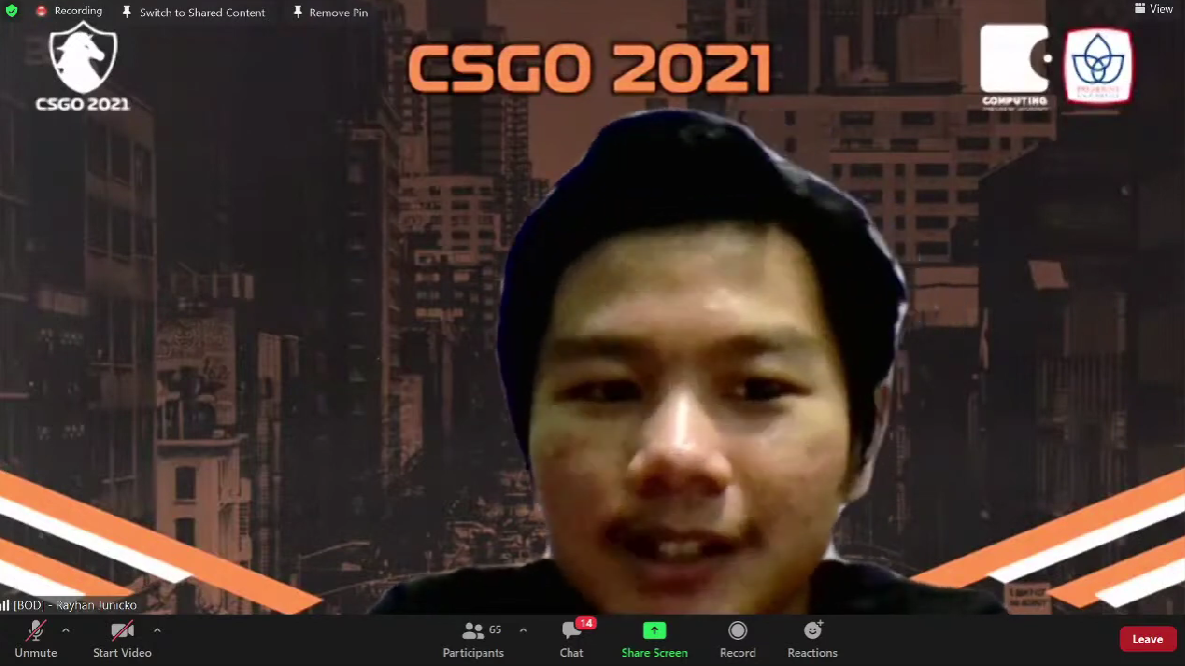 Recording
Switch to Shared Content
Remove Pin
View
CSGO 2021
CSGO 2021
COMPUTING
[BOD] - Rayhan Junicko
Unmute
Start Video
65
Participants
14
Chat
Share Screen
Record
Reactions
Leave